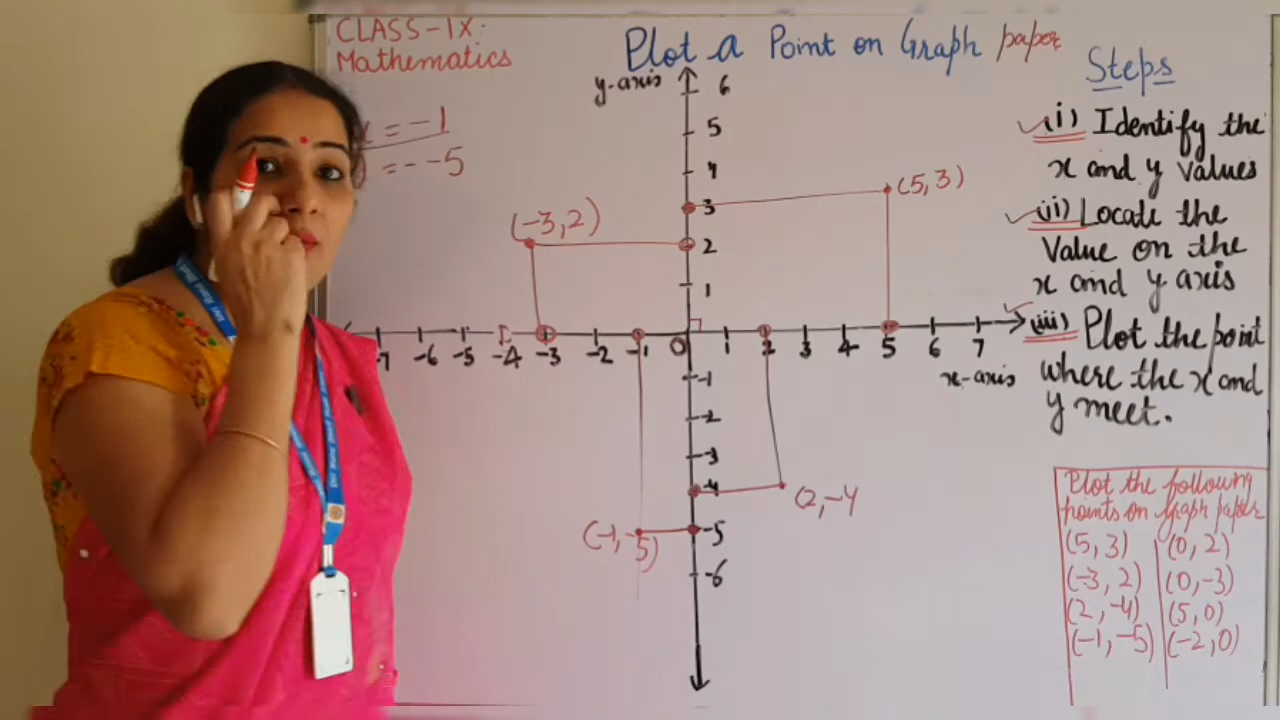 CLASS-IX.
Mathematics
Plot a Point on Graph paper
x = -1
= - -5
y-axis
6
5
4
3
2
1
(5, 3)
(-3, 2)
-7 -6 -5 -4 -3 -2 -1 0 1 2 3 4 5 6 7
x-axis
-1
-2
-3
-4
-5
-6
(2, -4
(-1, -5)
Steps
(i) Identify the
x and y values
(ii) Locate the
Value on the
x and y axis
(iii) Plot the point
where the x and
y meet.
Plot the following
points on Graph paper
(5, 3) (0, 2)
(-3, 2) (0, -3)
(2, -4) (5, 0)
(-1, -5) (-2, 0)